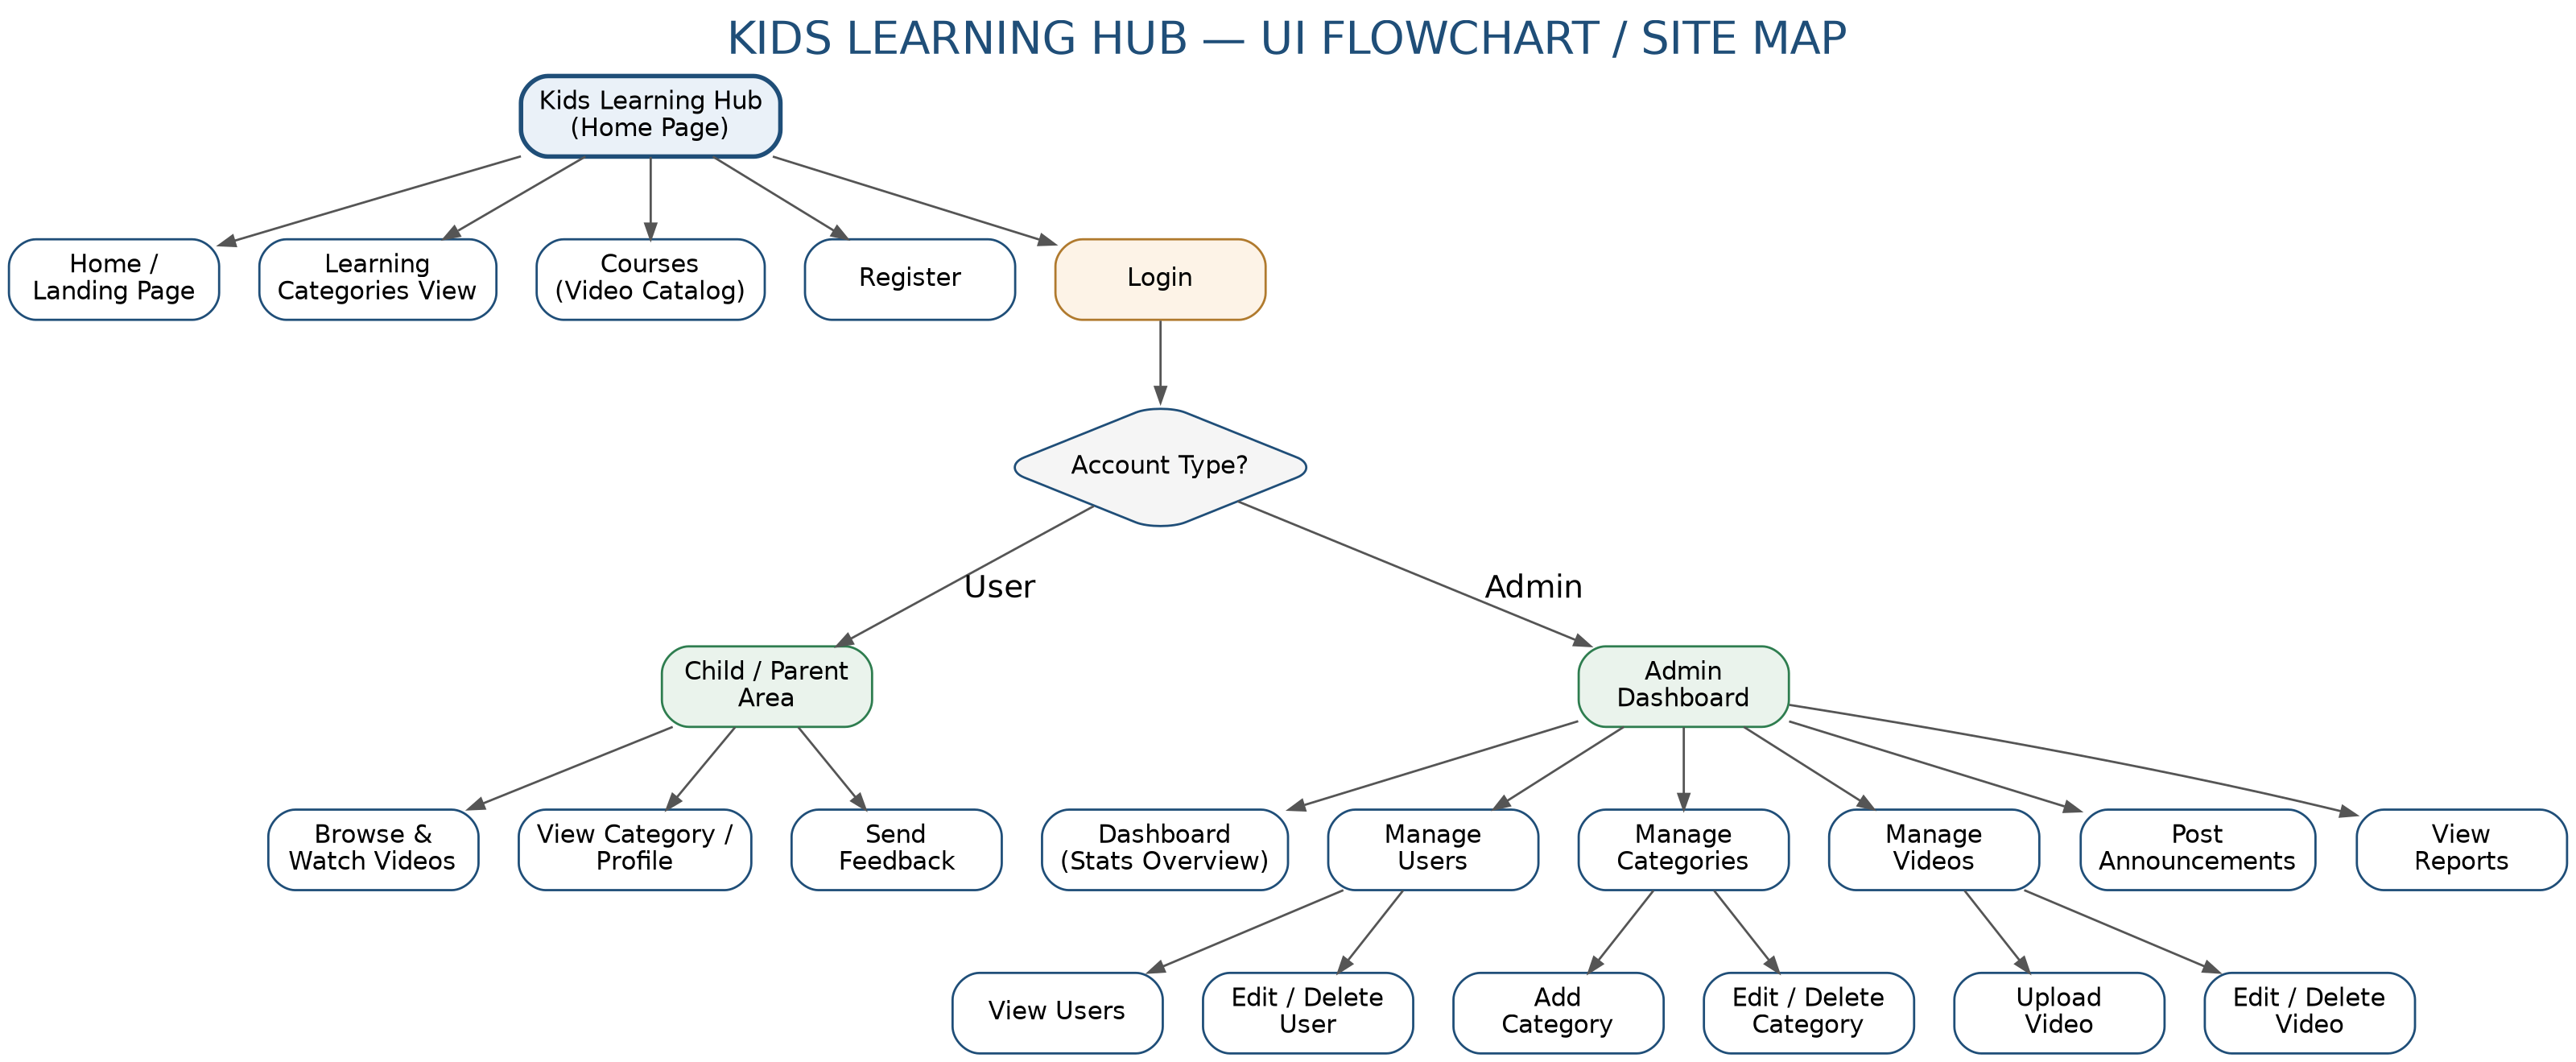 KIDS LEARNING HUB — UI FLOWCHART / SITE MAP
Kids Learning Hub
(Home Page)
Home /
Landing Page
Learning
Categories View
Courses
(Video Catalog)
Register
Login
Account Type?
User
Admin
Child / Parent
Area
Admin
Dashboard
Browse &
Watch Videos
View Category /
Profile
Send
Feedback
Dashboard
(Stats Overview)
Manage
Users
Manage
Categories
Manage
Videos
Post
Announcements
View
Reports
View Users
Edit / Delete
User
Add
Category
Edit / Delete
Category
Upload
Video
Edit / Delete
Video